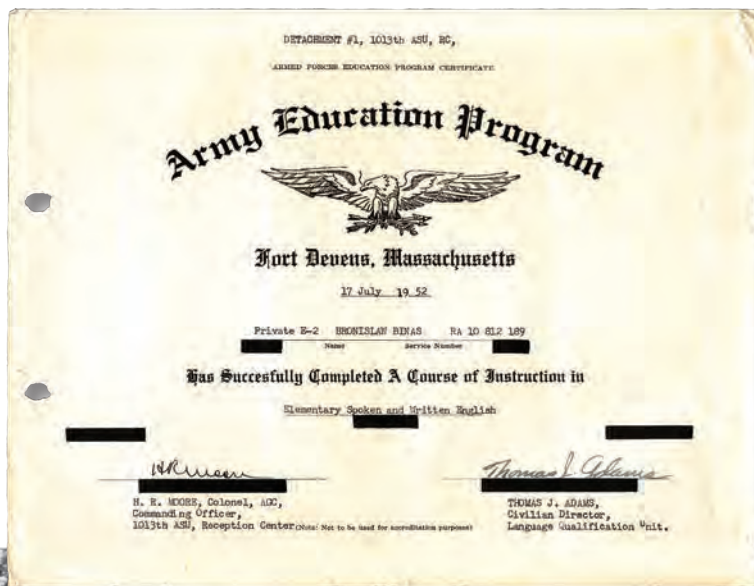 DETACHMENT #1, 1013th ASU, RC,
ARMED FORCES EDUCATION PROGRAM CERTIFICATE
Army Education Program
Fort Devens, Massachusetts
17 July 19 52
Private E-2 BRONISLAW BINAS RA 10 812 189
Name Service Number
Has Succesfully Completed A Course of Instruction in
Elementary Spoken and Written English
Thomas J. Adams
H. R. MOORE, Colonel, AGC,
Commanding Officer,
1013th ASU, Reception Center (Note: Not to be used for accreditation purposes)
THOMAS J. ADAMS,
Civilian Director,
Language Qualification Unit.